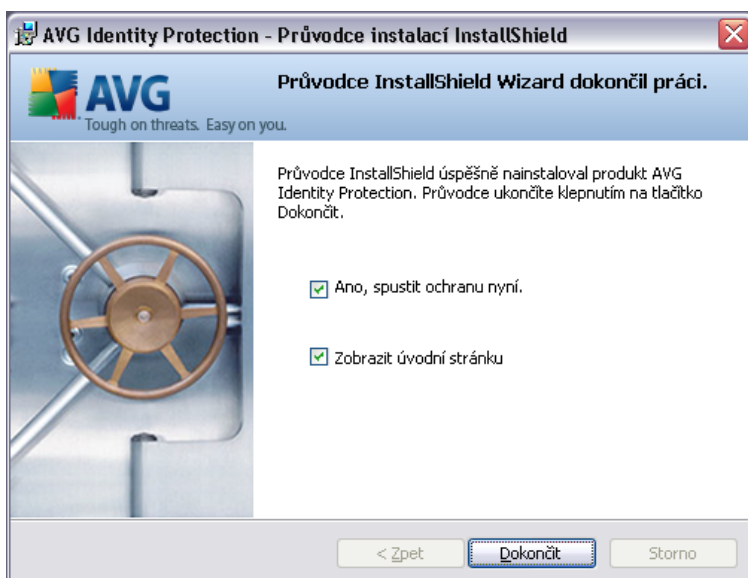 AVG Identity Protection - Průvodce instalací InstallShield
AVG
Tough on threats. Easy on you.
Průvodce InstallShield Wizard dokončil práci.
Průvodce InstallShield úspěšně nainstaloval produkt AVG
Identity Protection. Průvodce ukončíte klepnutím na tlačítko
Dokončit.
Ano, spustit ochranu nyní.
Zobrazit úvodní stránku
< Zpet
Dokončit
Storno